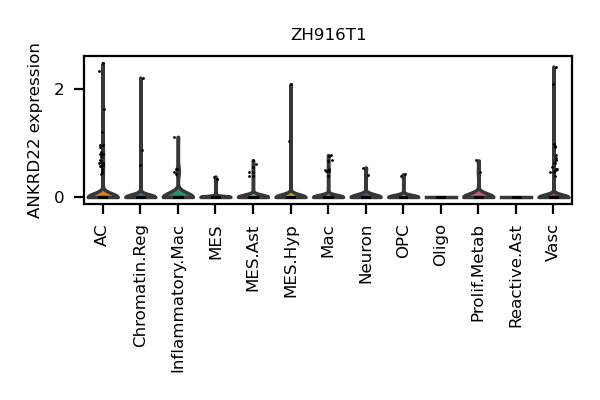 ZH916T1
ANKRD22 expression
2
0
AC
Chromatin.Reg
Inflammatory.Mac
MES
MES.Ast
MES.Hyp
Mac
Neuron
OPC
Oligo
Prolif.Metab
Reactive.Ast
Vasc